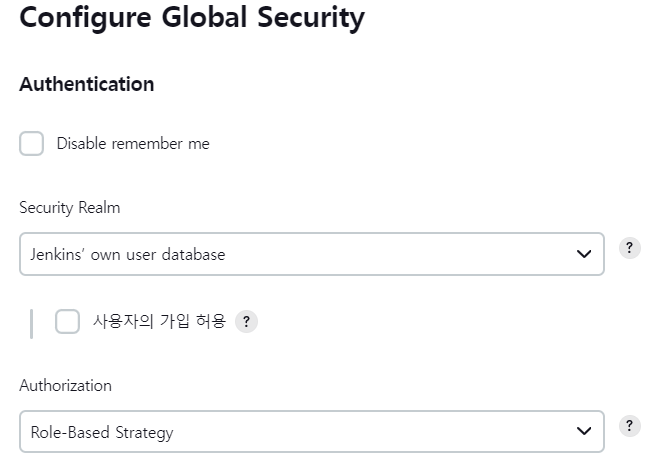 Configure Global Security
Authentication
Disable remember me
Security Realm
Jenkins’ own user database
?
사용자의 가입 허용 ?
Authorization
Role-Based Strategy
?